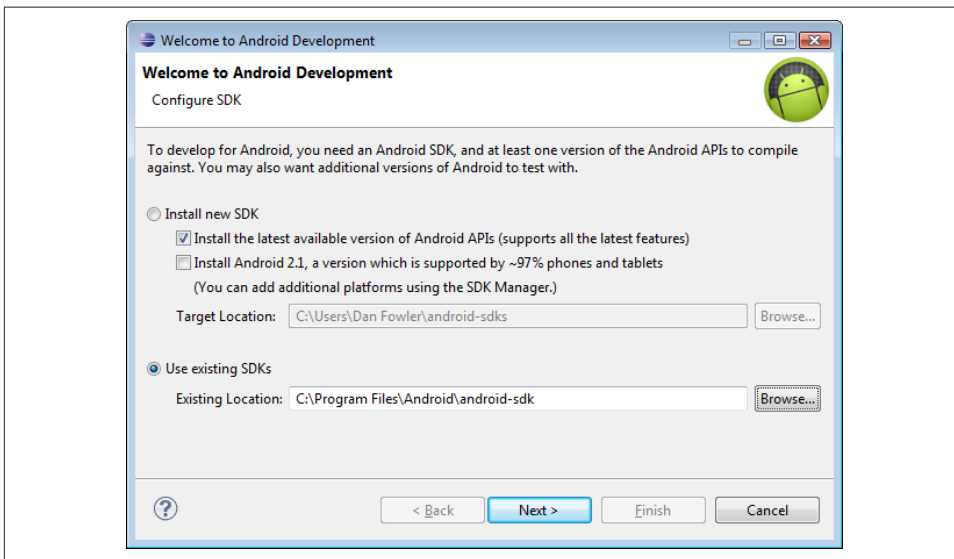 Welcome to Android Development
Welcome to Android Development
Configure SDK
To develop for Android, you need an Android SDK, and at least one version of the Android APIs to compile
against. You may also want additional versions of Android to test with.
Install new SDK
Install the latest available version of Android APIs (supports all the latest features)
Install Android 2.1, a version which is supported by ~97% phones and tablets
(You can add additional platforms using the SDK Manager.)
Target Location: C:\Users\Dan Fowler\android-sdks Browse...
Use existing SDKs
Existing Location: C:\Program Files\Android\android-sdk Browse...
? < Back Next > Finish Cancel